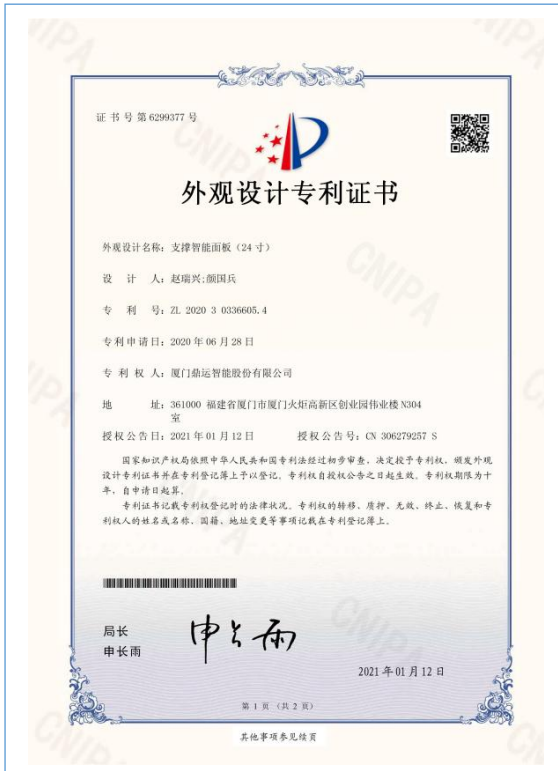 证书号第6299377号
外观设计专利证书
外观设计名称：支撑智能面板（24寸）
设 计 人：赵瑞兴;颜国兵
专 利 号：ZL 2020 3 0336605.4
专利申请日：2020年06月28日
专 利 权 人：厦门鼎运智能股份有限公司
地 址：361000 福建省厦门市厦门火炬高新区创业园伟业楼N304
室
授权公告日：2021年01月12日 授权公告号：CN 306279257 S
国家知识产权局依照中华人民共和国专利法经过初步审查，决定授予专利权，颁发外观
设计专利证书并在专利登记簿上予以登记。专利权自授权公告之日起生效。专利权期限为十
年，自申请日起算。
专利证书记载专利权登记时的法律状况。专利权的转移、质押、无效、终止、恢复和专
利权人的姓名或名称、国籍、地址变更等事项记载在专利登记簿上。
局长
申长雨
申长雨
2021年01月12日
第 1 页（共 2 页）
其他事项参见续页
CNIPA